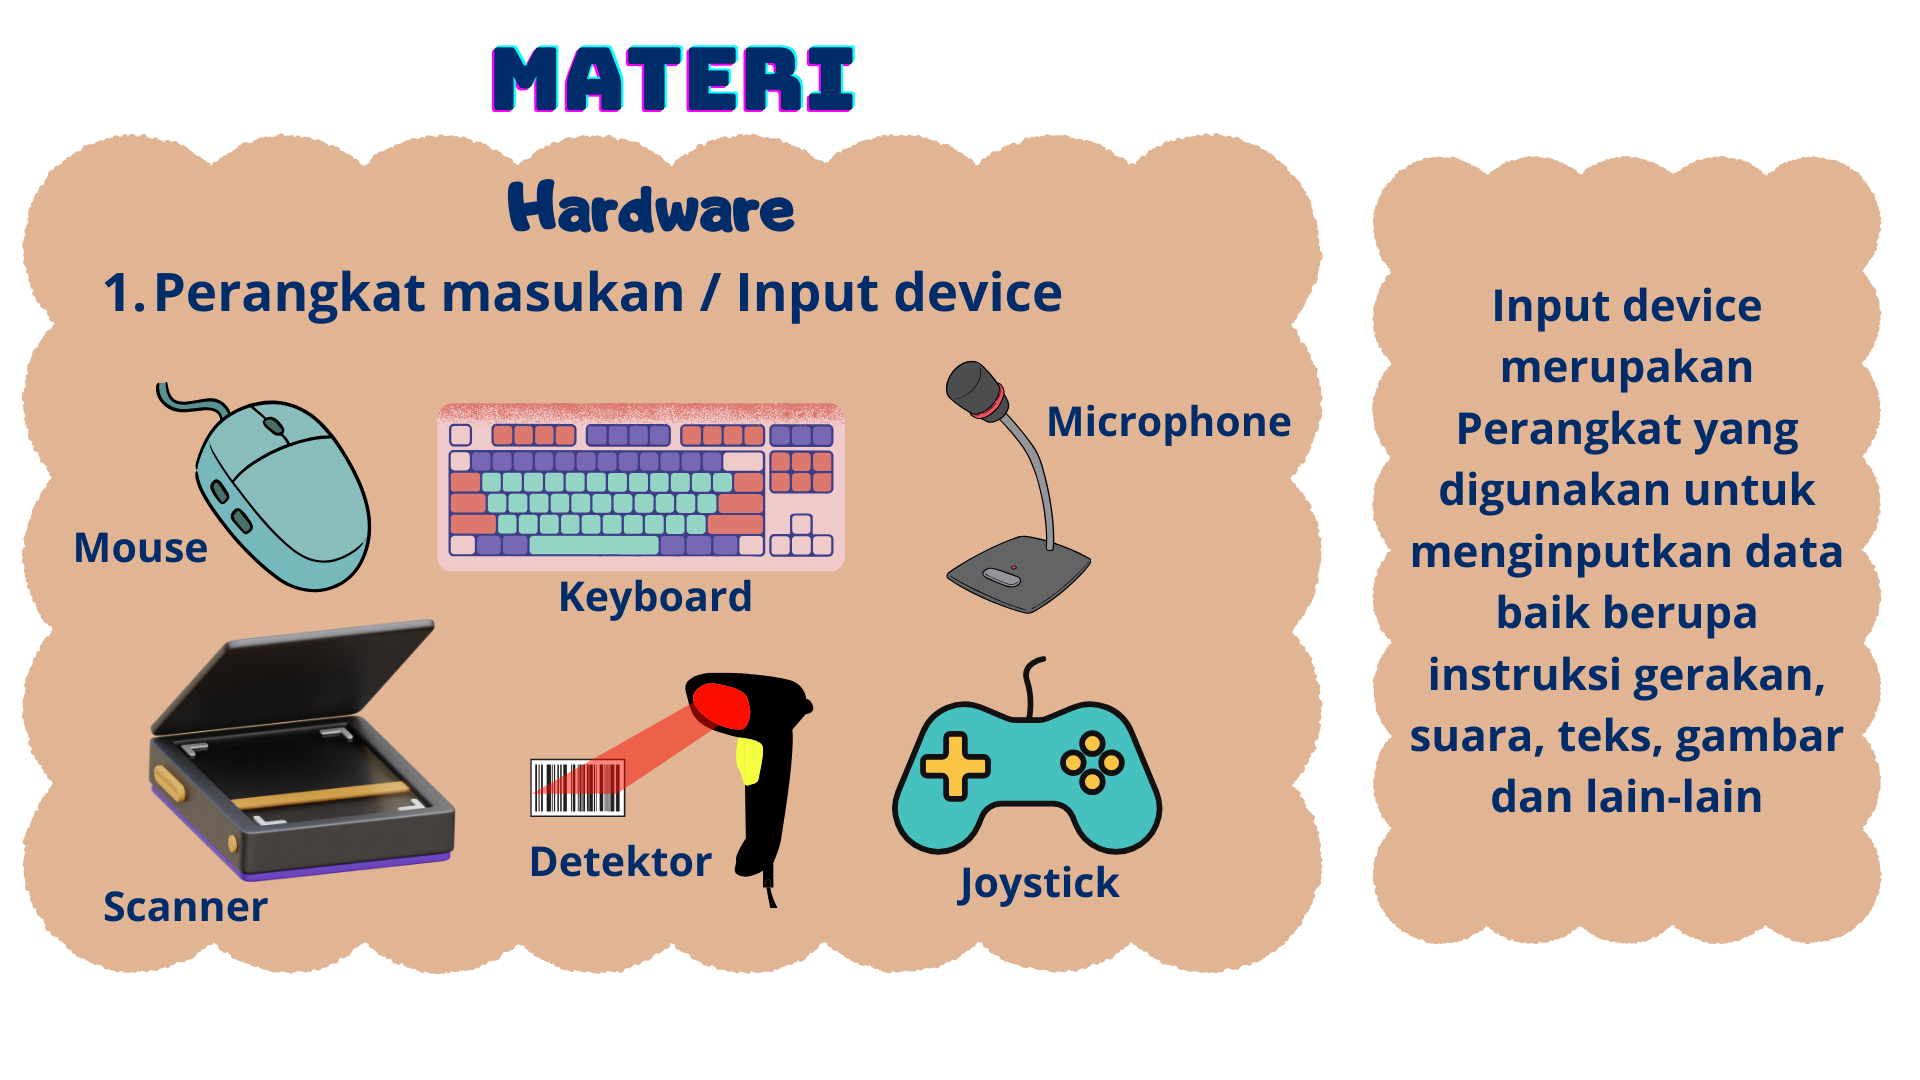 MATERI
Hardware
1. Perangkat masukan / Input device
Mouse
Keyboard
Microphone
Scanner
Detektor
Joystick
Input device
merupakan
Perangkat yang
digunakan untuk
menginputkan data
baik berupa
instruksi gerakan,
suara, teks, gambar
dan lain-lain